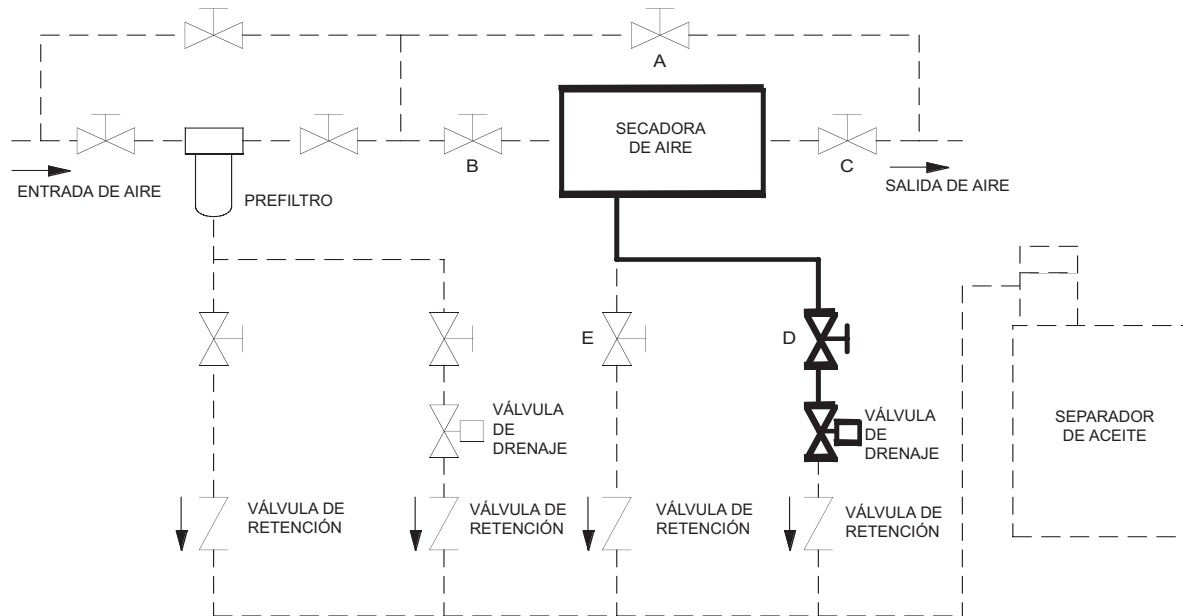 A
SECADORA
DE AIRE
B
C
ENTRADA DE AIRE
SALIDA DE AIRE
PREFILTRO
E
D
VÁLVULA
DE
DRENAJE
VÁLVULA
DE
DRENAJE
SEPARADOR
DE ACEITE
VÁLVULA DE
RETENCIÓN
VÁLVULA DE
RETENCIÓN
VÁLVULA DE
RETENCIÓN
VÁLVULA DE
RETENCIÓN